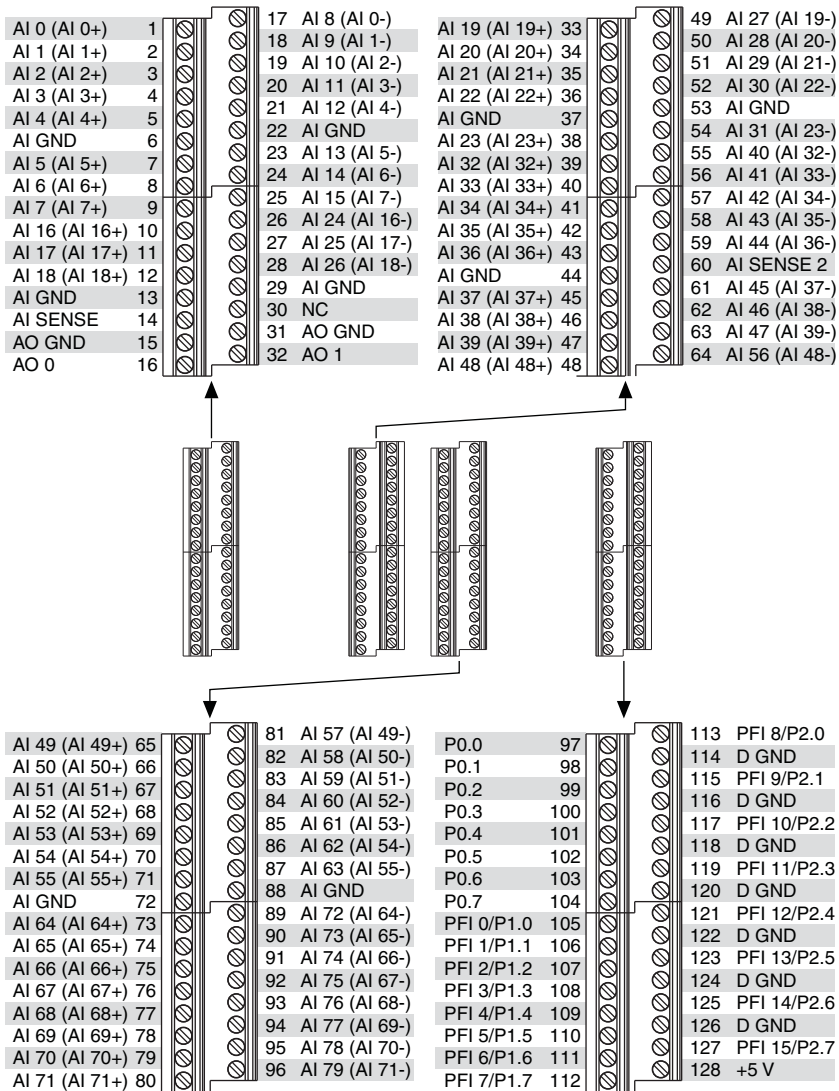 AI 0 (AI 0+) 1
AI 1 (AI 1+) 2
AI 2 (AI 2+) 3
AI 3 (AI 3+) 4
AI 4 (AI 4+) 5
AI GND 6
AI 5 (AI 5+) 7
AI 6 (AI 6+) 8
AI 7 (AI 7+) 9
AI 16 (AI 16+) 10
AI 17 (AI 17+) 11
AI 18 (AI 18+) 12
AI GND 13
AI SENSE 14
AO GND 15
AO 0 16
17 AI 8 (AI 0-)
18 AI 9 (AI 1-)
19 AI 10 (AI 2-)
20 AI 11 (AI 3-)
21 AI 12 (AI 4-)
22 AI GND
23 AI 13 (AI 5-)
24 AI 14 (AI 6-)
25 AI 15 (AI 7-)
26 AI 24 (AI 16-)
27 AI 25 (AI 17-)
28 AI 26 (AI 18-)
29 AI GND
30 NC
31 AO GND
32 AO 1
AI 19 (AI 19+) 33
AI 20 (AI 20+) 34
AI 21 (AI 21+) 35
AI 22 (AI 22+) 36
AI GND 37
AI 23 (AI 23+) 38
AI 32 (AI 32+) 39
AI 33 (AI 33+) 40
AI 34 (AI 34+) 41
AI 35 (AI 35+) 42
AI 36 (AI 36+) 43
AI GND 44
AI 37 (AI 37+) 45
AI 38 (AI 38+) 46
AI 39 (AI 39+) 47
AI 48 (AI 48+) 48
49 AI 27 (AI 19-)
50 AI 28 (AI 20-)
51 AI 29 (AI 21-)
52 AI 30 (AI 22-)
53 AI GND
54 AI 31 (AI 23-)
55 AI 40 (AI 32-)
56 AI 41 (AI 33-)
57 AI 42 (AI 34-)
58 AI 43 (AI 35-)
59 AI 44 (AI 36-)
60 AI SENSE 2
61 AI 45 (AI 37-)
62 AI 46 (AI 38-)
63 AI 47 (AI 39-)
64 AI 56 (AI 48-)
AI 49 (AI 49+) 65
AI 50 (AI 50+) 66
AI 51 (AI 51+) 67
AI 52 (AI 52+) 68
AI 53 (AI 53+) 69
AI 54 (AI 54+) 70
AI 55 (AI 55+) 71
AI GND 72
AI 64 (AI 64+) 73
AI 65 (AI 65+) 74
AI 66 (AI 66+) 75
AI 67 (AI 67+) 76
AI 68 (AI 68+) 77
AI 69 (AI 69+) 78
AI 70 (AI 70+) 79
AI 71 (AI 71+) 80
81 AI 57 (AI 49-)
82 AI 58 (AI 50-)
83 AI 59 (AI 51-)
84 AI 60 (AI 52-)
85 AI 61 (AI 53-)
86 AI 62 (AI 54-)
87 AI 63 (AI 55-)
88 AI GND
89 AI 72 (AI 64-)
90 AI 73 (AI 65-)
91 AI 74 (AI 66-)
92 AI 75 (AI 67-)
93 AI 76 (AI 68-)
94 AI 77 (AI 69-)
95 AI 78 (AI 70-)
96 AI 79 (AI 71-)
P0.0 97
P0.1 98
P0.2 99
P0.3 100
P0.4 101
P0.5 102
P0.6 103
P0.7 104
PFI 0/P1.0 105
PFI 1/P1.1 106
PFI 2/P1.2 107
PFI 3/P1.3 108
PFI 4/P1.4 109
PFI 5/P1.5 110
PFI 6/P1.6 111
PFI 7/P1.7 112
113 PFI 8/P2.0
114 D GND
115 PFI 9/P2.1
116 D GND
117 PFI 10/P2.2
118 D GND
119 PFI 11/P2.3
120 D GND
121 PFI 12/P2.4
122 D GND
123 PFI 13/P2.5
124 D GND
125 PFI 14/P2.6
126 D GND
127 PFI 15/P2.7
128 +5 V